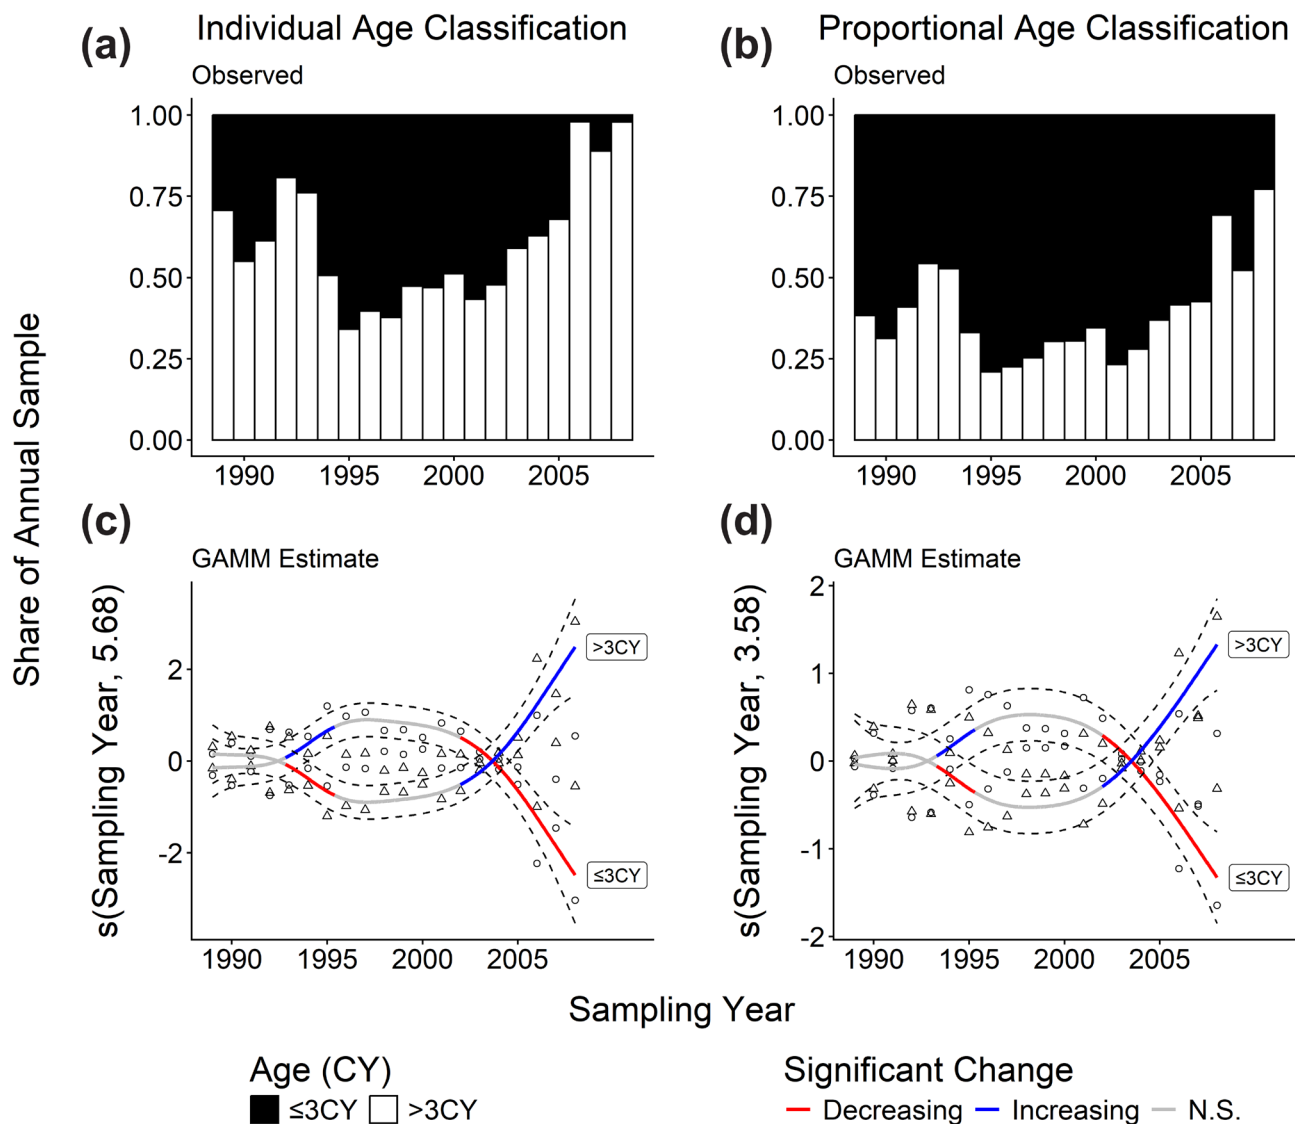 (a) Individual Age Classification
Observed
1.00
0.75
0.50
0.25
0.00
1990 1995 2000 2005
(b) Proportional Age Classification
Observed
1.00
0.75
0.50
0.25
0.00
1990 1995 2000 2005
Share of Annual Sample
(c)
GAMM Estimate
s(Sampling Year, 5.68)
2
0
-2
>3CY
≤3CY
1990 1995 2000 2005
(d)
GAMM Estimate
s(Sampling Year, 3.58)
2
1
0
-1
-2
>3CY
≤3CY
1990 1995 2000 2005
Sampling Year
Age (CY)
≤3CY >3CY
Significant Change
Decreasing Increasing N.S.